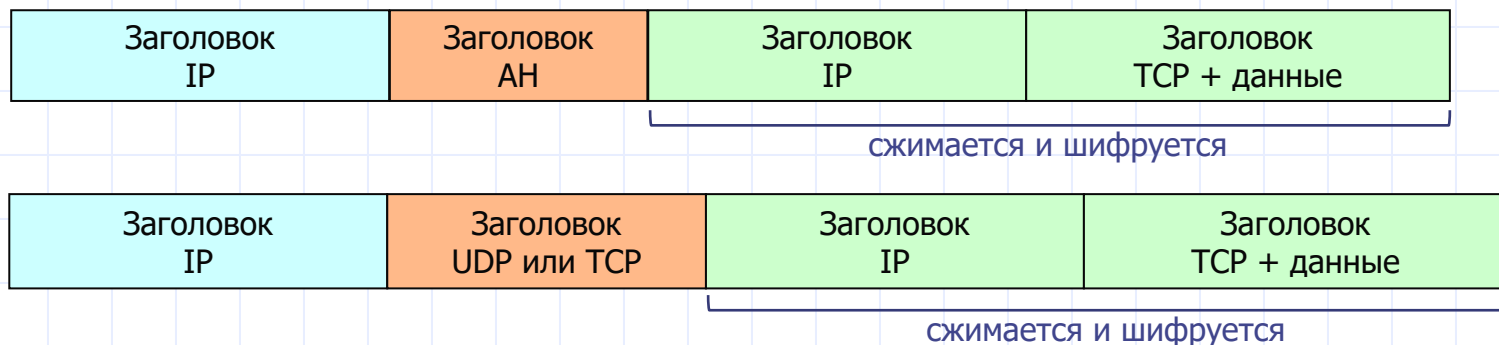 Заголовок
IP
Заголовок
AH
Заголовок
IP
Заголовок
TCP + данные
сжимается и шифруется
Заголовок
IP
Заголовок
UDP или TCP
Заголовок
IP
Заголовок
TCP + данные
сжимается и шифруется